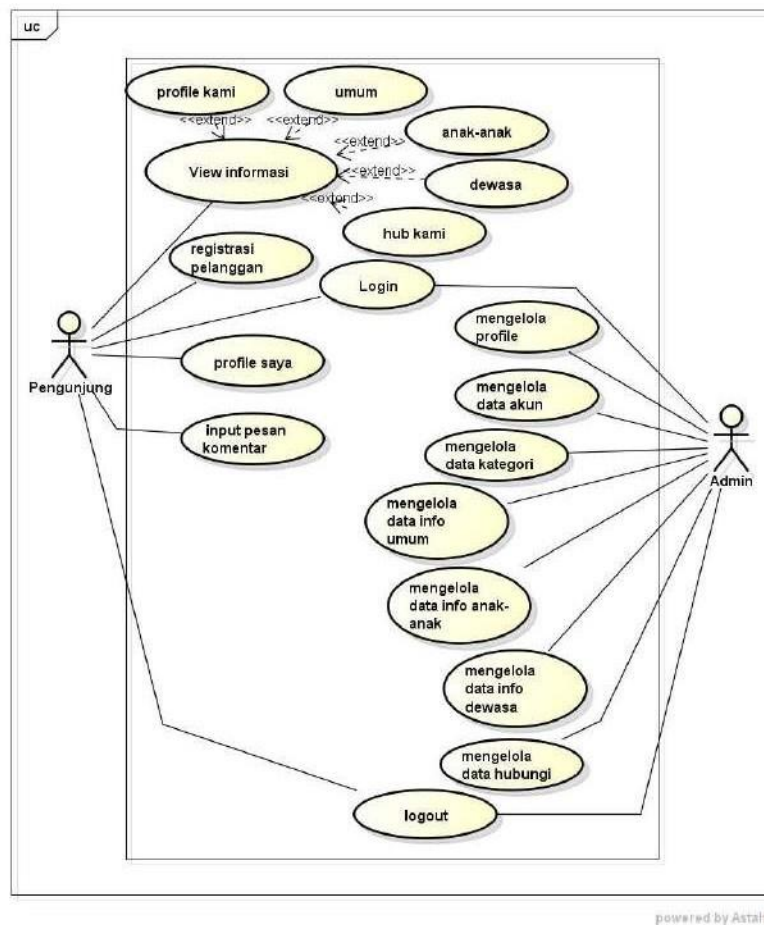 uc
profile kami
umum
<<extend>>
<<extend>>
anak-anak
<<extend>>
View informasi
<<extend>>
dewasa
<<extend>>
hub kami
registrasi
pelanggan
Login
mengelola
profile
profile saya
Pengunjung
mengelola
data akun
input pesan
komentar
mengelola
data kategori
Admin
mengelola
data info
umum
mengelola
data info anak-
anak
mengelola
data info
dewasa
mengelola
data hubungi
logout
powered by Astah